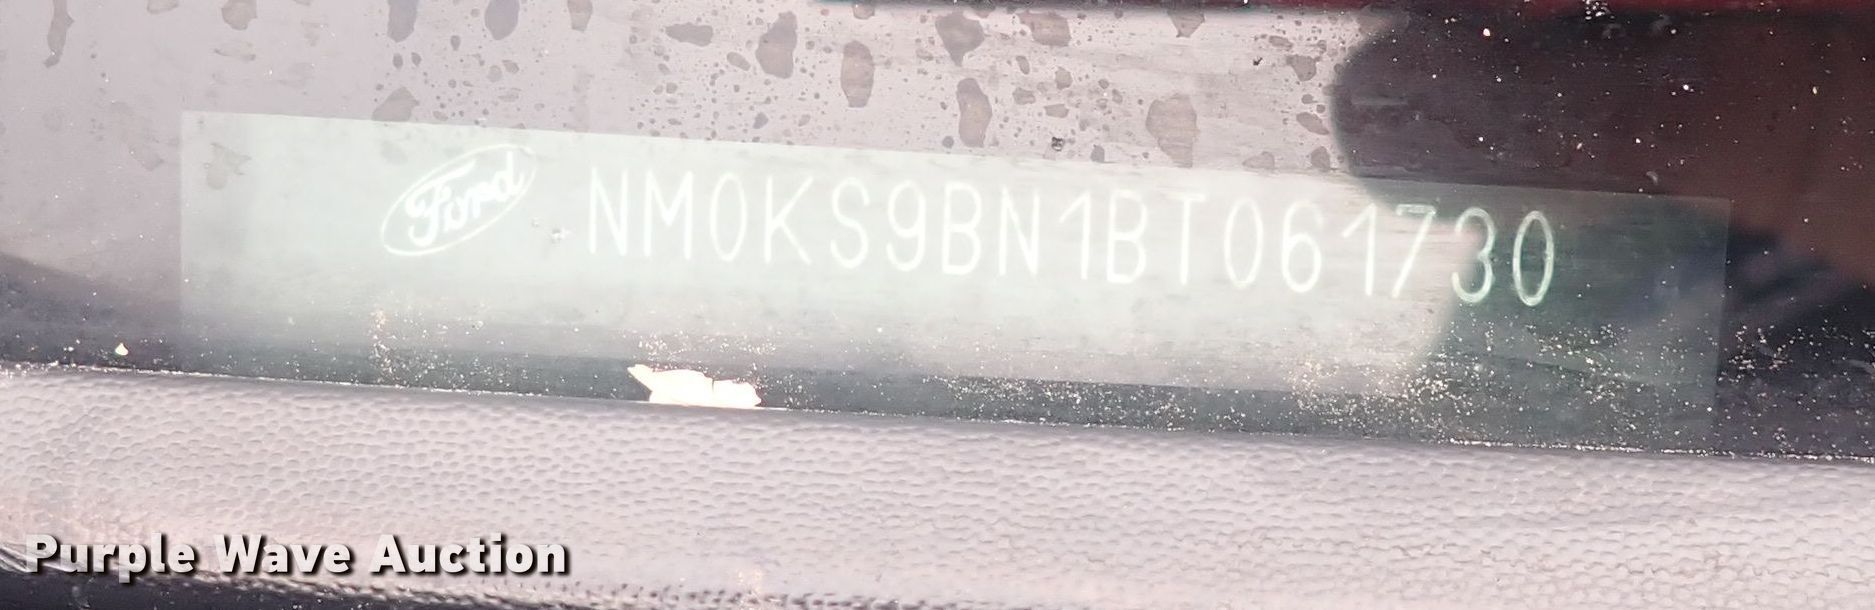 Ford NM0KS9BN1BT061730
Purple Wave Auction